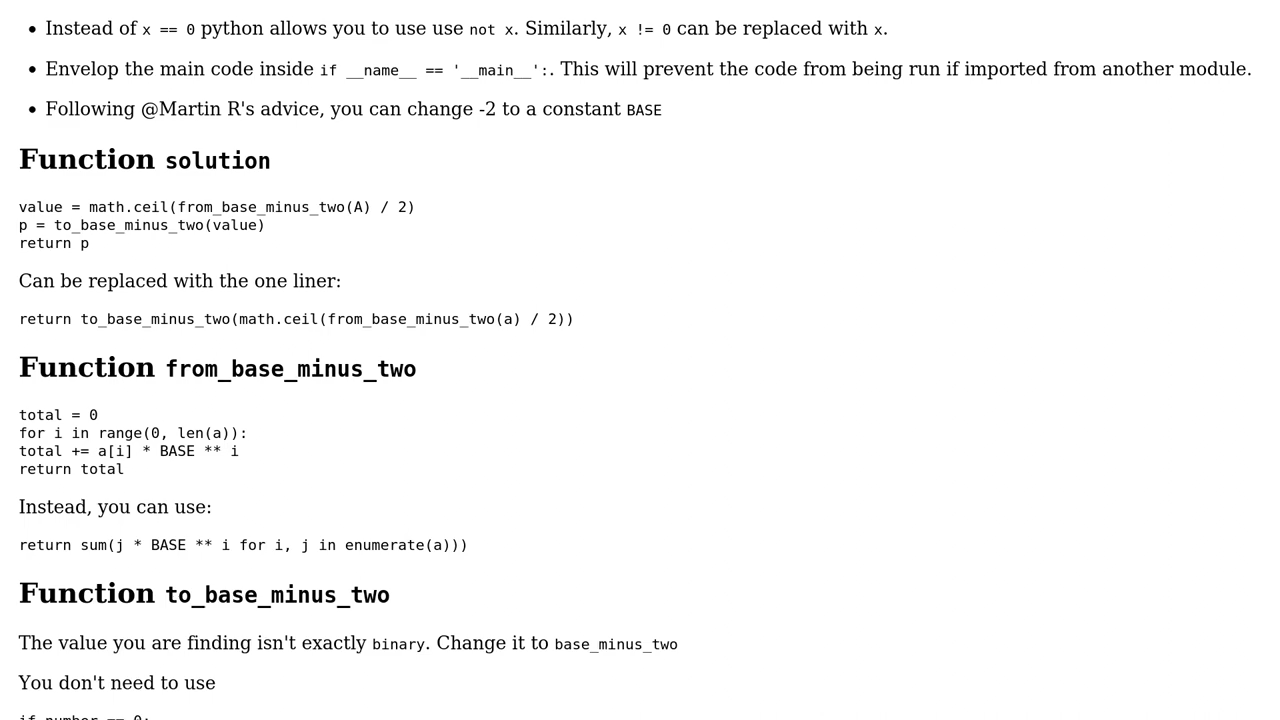 Instead of x == 0 python allows you to use use not x. Similarly, x != 0 can be replaced with x.
Envelop the main code inside if __name__ == '__main__':. This will prevent the code from being run if imported from another module.
Following @Martin R's advice, you can change -2 to a constant BASE
Function solution
value = math.ceil(from_base_minus_two(A) / 2)
p = to_base_minus_two(value)
return p
Can be replaced with the one liner:
return to_base_minus_two(math.ceil(from_base_minus_two(a) / 2))
Function from_base_minus_two
total = 0
for i in range(0, len(a)):
total += a[i] * BASE ** i
return total
Instead, you can use:
return sum(j * BASE ** i for i, j in enumerate(a)))
Function to_base_minus_two
The value you are finding isn't exactly binary. Change it to base_minus_two
You don't need to use
if number == 0: